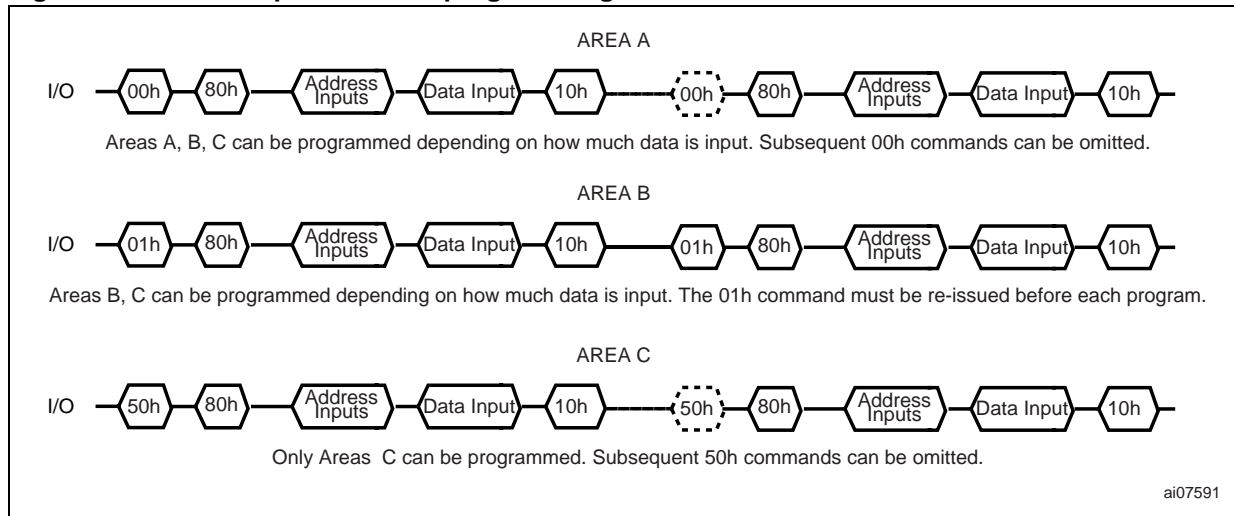 AREA A
I/O 00h 80h Address Inputs Data Input 10h 00h 80h Address Inputs Data Input 10h
Areas A, B, C can be programmed depending on how much data is input. Subsequent 00h commands can be omitted.
AREA B
I/O 01h 80h Address Inputs Data Input 10h 01h 80h Address Inputs Data Input 10h
Areas B, C can be programmed depending on how much data is input. The 01h command must be re-issued before each program.
AREA C
I/O 50h 80h Address Inputs Data Input 10h 50h 80h Address Inputs Data Input 10h
Only Areas C can be programmed. Subsequent 50h commands can be omitted.
ai07591